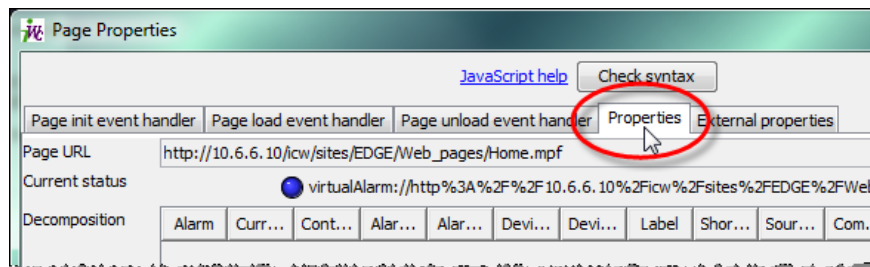 Page Properties
JavaScript help Check syntax
Page init event handler Page load event handler Page unload event handler Properties External properties
Page URL http://10.6.6.10/icw/sites/EDGE/Web_pages/Home.mpf
Current status virtualAlarm://http%3A%2F%2F10.6.6.10%2Ficw%2Fsites%2FEDGE%2FWeb
Decomposition Alarm Curr... Cont... Alar... Alar... Devi... Devi... Label Shor... Sour... Com.